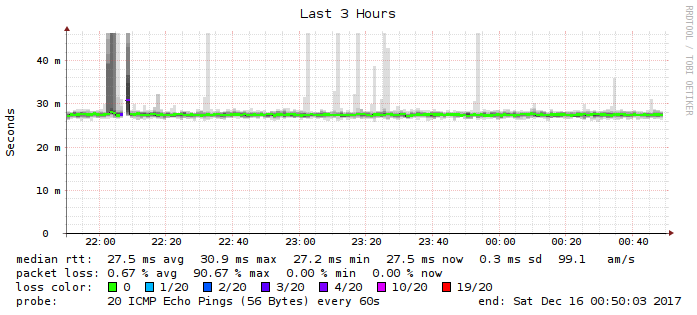 Last 3 Hours
RRDTOOL / TOBI OETIKER
Seconds
40 m
30 m
20 m
10 m
0
22:00 22:20 22:40 23:00 23:20 23:40 00:00 00:20 00:40
median rtt: 27.5 ms avg 30.9 ms max 27.2 ms min 27.5 ms now 0.3 ms sd 99.1 am/s
packet loss: 0.67 % avg 90.67 % max 0.00 % min 0.00 % now
loss color: 0 1/20 2/20 3/20 4/20 10/20 19/20
probe: 20 ICMP Echo Pings (56 Bytes) every 60s end: Sat Dec 16 00:50:03 2017